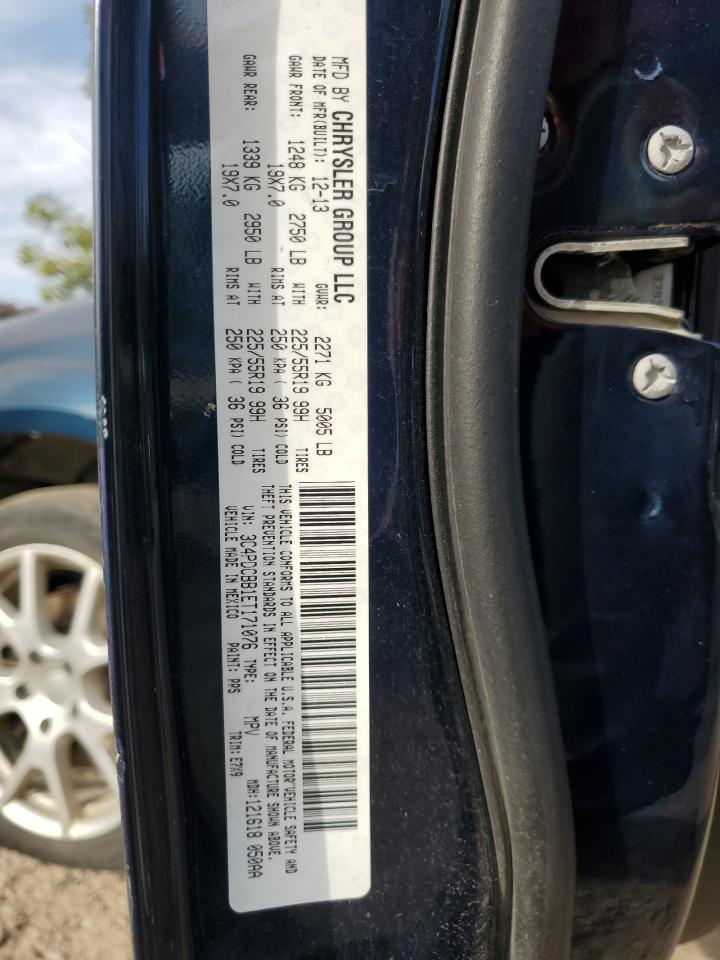 MFD BY CHRYSLER GROUP LLC
DATE OF MFR(BUILT): 12-13 GVWR: 2271 KG 5005 LB
GAWR FRONT: 1248 KG 2750 LB WITH 225/55R19 99H TIRES
19X7.0 RIMS AT 250 KPA ( 36 PSI) COLD
GAWR REAR: 1339 KG 2950 LB WITH 225/55R19 99H TIRES
19X7.0 RIMS AT 250 KPA ( 36 PSI) COLD
THIS VEHICLE CONFORMS TO ALL APPLICABLE U.S.A. FEDERAL MOTOR VEHICLE SAFETY AND
THEFT PREVENTION STANDARDS IN EFFECT ON THE DATE OF MANUFACTURE SHOWN ABOVE.
VIN: 3C4PDCBB1ET171076 TYPE: MPV MDH:121618 050AA
VEHICLE MADE IN MEXICO PAINT: PPS TRIM:E7X9